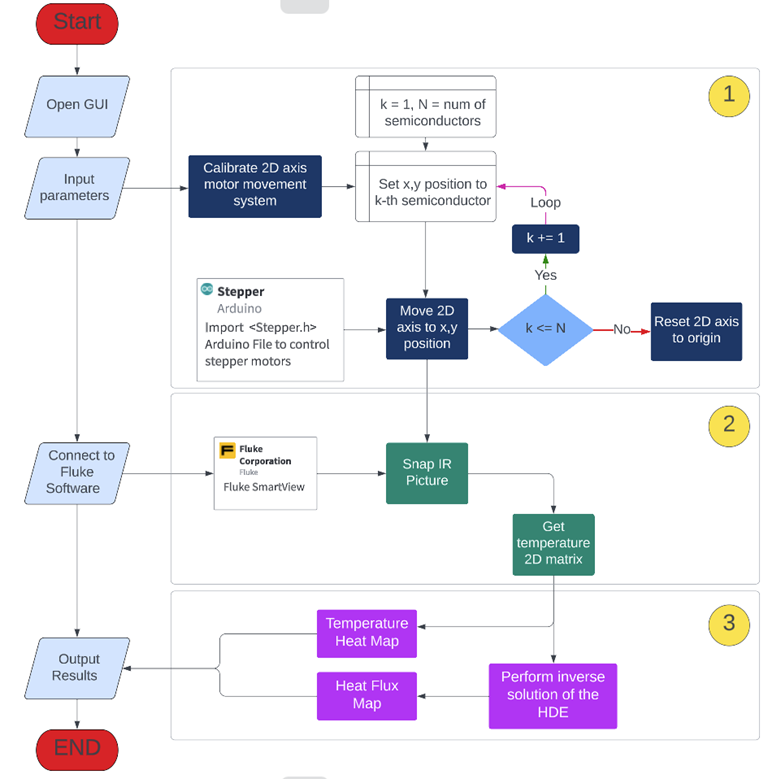 Start
Open GUI
Input
parameters
Calibrate 2D axis
motor movement
system
k = 1, N = num of
semiconductors
1
Set x,y position to
k-th semiconductor
Loop
k += 1
Yes
Stepper
Arduino
Import <Stepper.h>
Arduino File to control
stepper motors
Move 2D
axis to x,y
position
k <= N
No
Reset 2D axis
to origin
2
Connect to
Fluke
Software
Fluke
Corporation
Fluke
Fluke SmartView
Snap IR
Picture
Get
temperature
2D matrix
3
Temperature
Heat Map
Output
Results
Heat Flux
Map
Perform inverse
solution of the
HDE
END